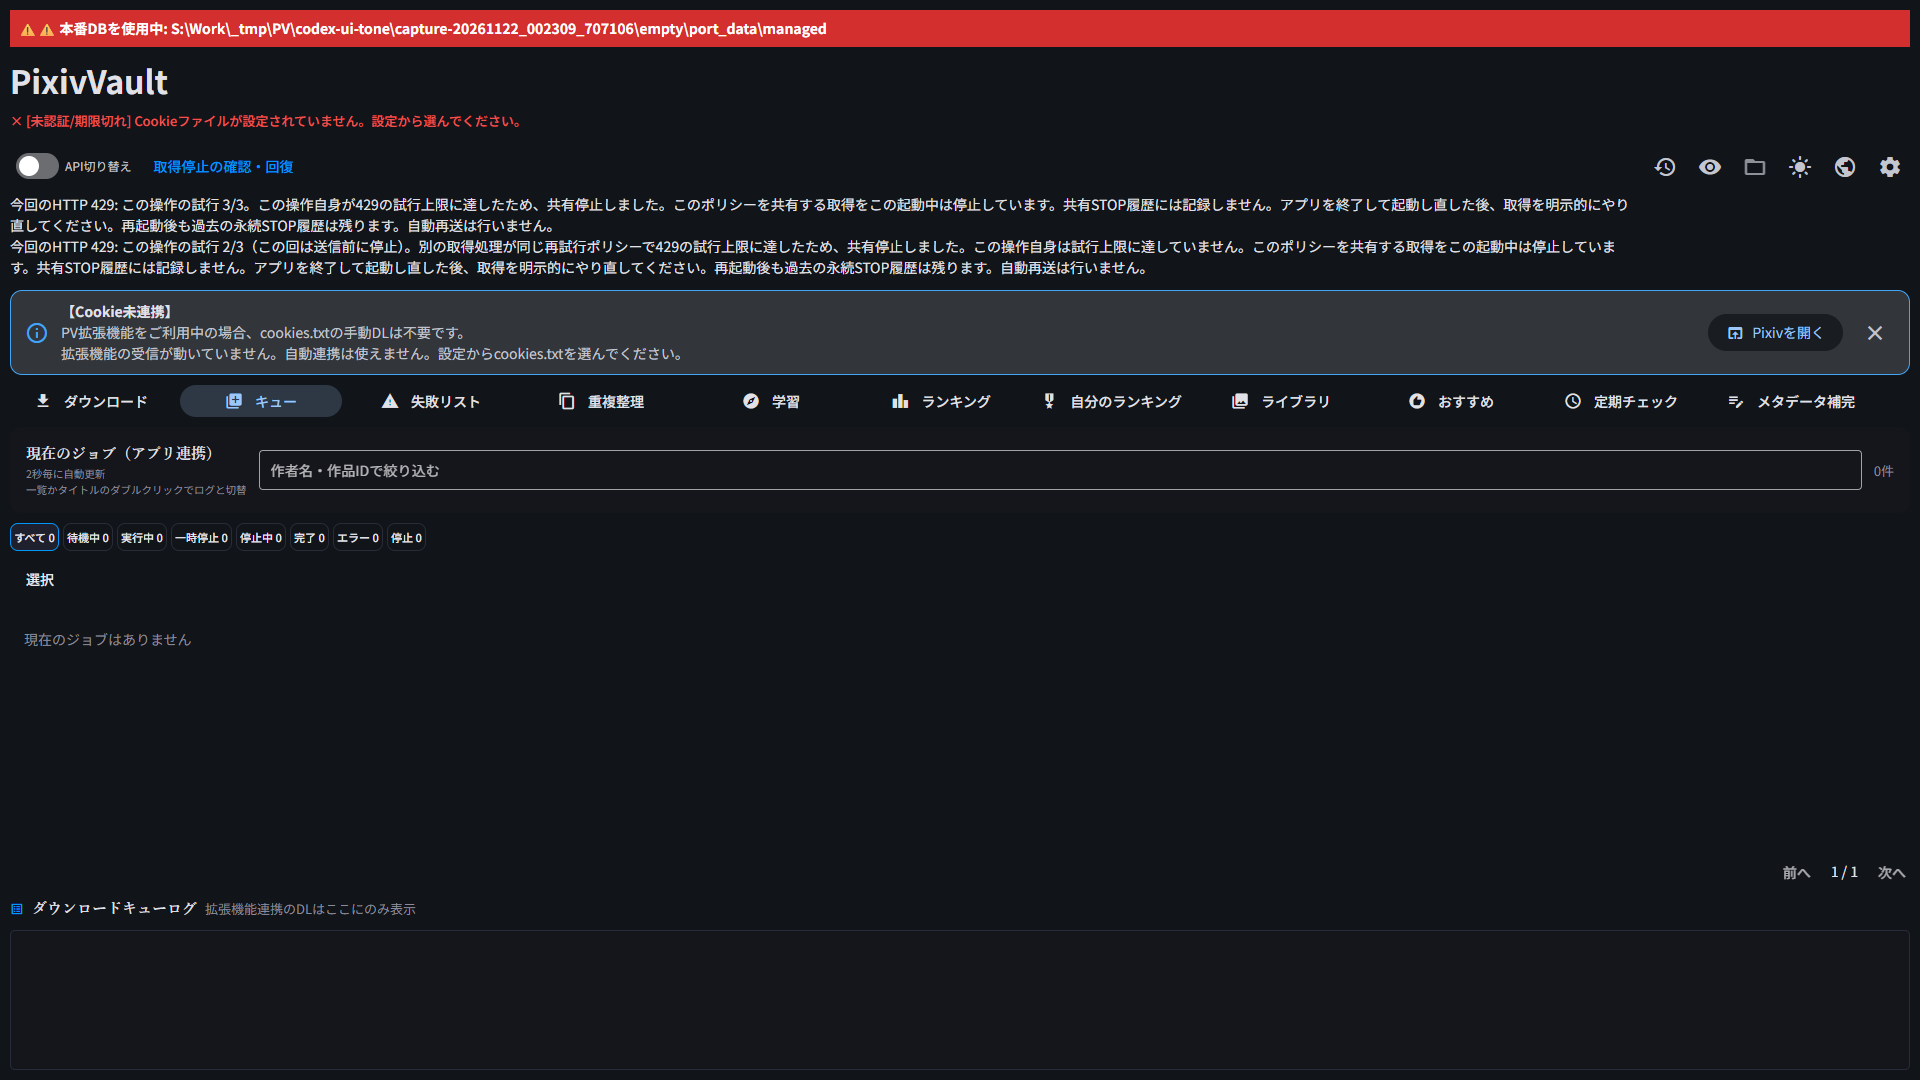 本番DBを使用中: S:\Work\_tmp\PV\codex-ui-tone\capture-20261122_002309_707106\empty\port_data\managed
PixivVault
× [未認証/期限切れ] Cookieファイルが設定されていません。設定から選んでください。
API切り替え 取得停止の確認・回復
今回のHTTP 429: この操作の試行 3/3。この操作自身が429の試行上限に達したため、共有停止しました。このポリシーを共有する取得をこの起動中は停止しています。共有STOP履歴には記録しません。アプリを終了して起動し直した後、取得を明示的にやり
直してください。再起動後も過去の永続STOP履歴は残ります。自動再送は行いません。
今回のHTTP 429: この操作の試行 2/3（この回は送信前に停止）。別の取得処理が同じ再試行ポリシーで429の試行上限に達したため、共有停止しました。この操作自身は試行上限に達していません。このポリシーを共有する取得をこの起動中は停止していま
す。共有STOP履歴には記録しません。アプリを終了して起動し直した後、取得を明示的にやり直してください。再起動後も過去の永続STOP履歴は残ります。自動再送は行いません。
【Cookie未連携】
PV拡張機能をご利用中の場合、cookies.txtの手動DLは不要です。
拡張機能の受信が動いていません。自動連携は使えません。設定からcookies.txtを選んでください。
Pixivを開く
ダウンロード キュー 失敗リスト 重複整理 学習 ランキング 自分のランキング ライブラリ おすすめ 定期チェック メタデータ補完
現在のジョブ（アプリ連携）
2秒毎に自動更新
一覧かタイトルのダブルクリックでログと切替
作者名・作品IDで絞り込む
0件
すべて 0 待機中 0 実行中 0 一時停止 0 停止中 0 完了 0 エラー 0 停止 0
選択
現在のジョブはありません
前へ 1 / 1 次へ
ダウンロードキューログ 拡張機能連携のDLはここにのみ表示